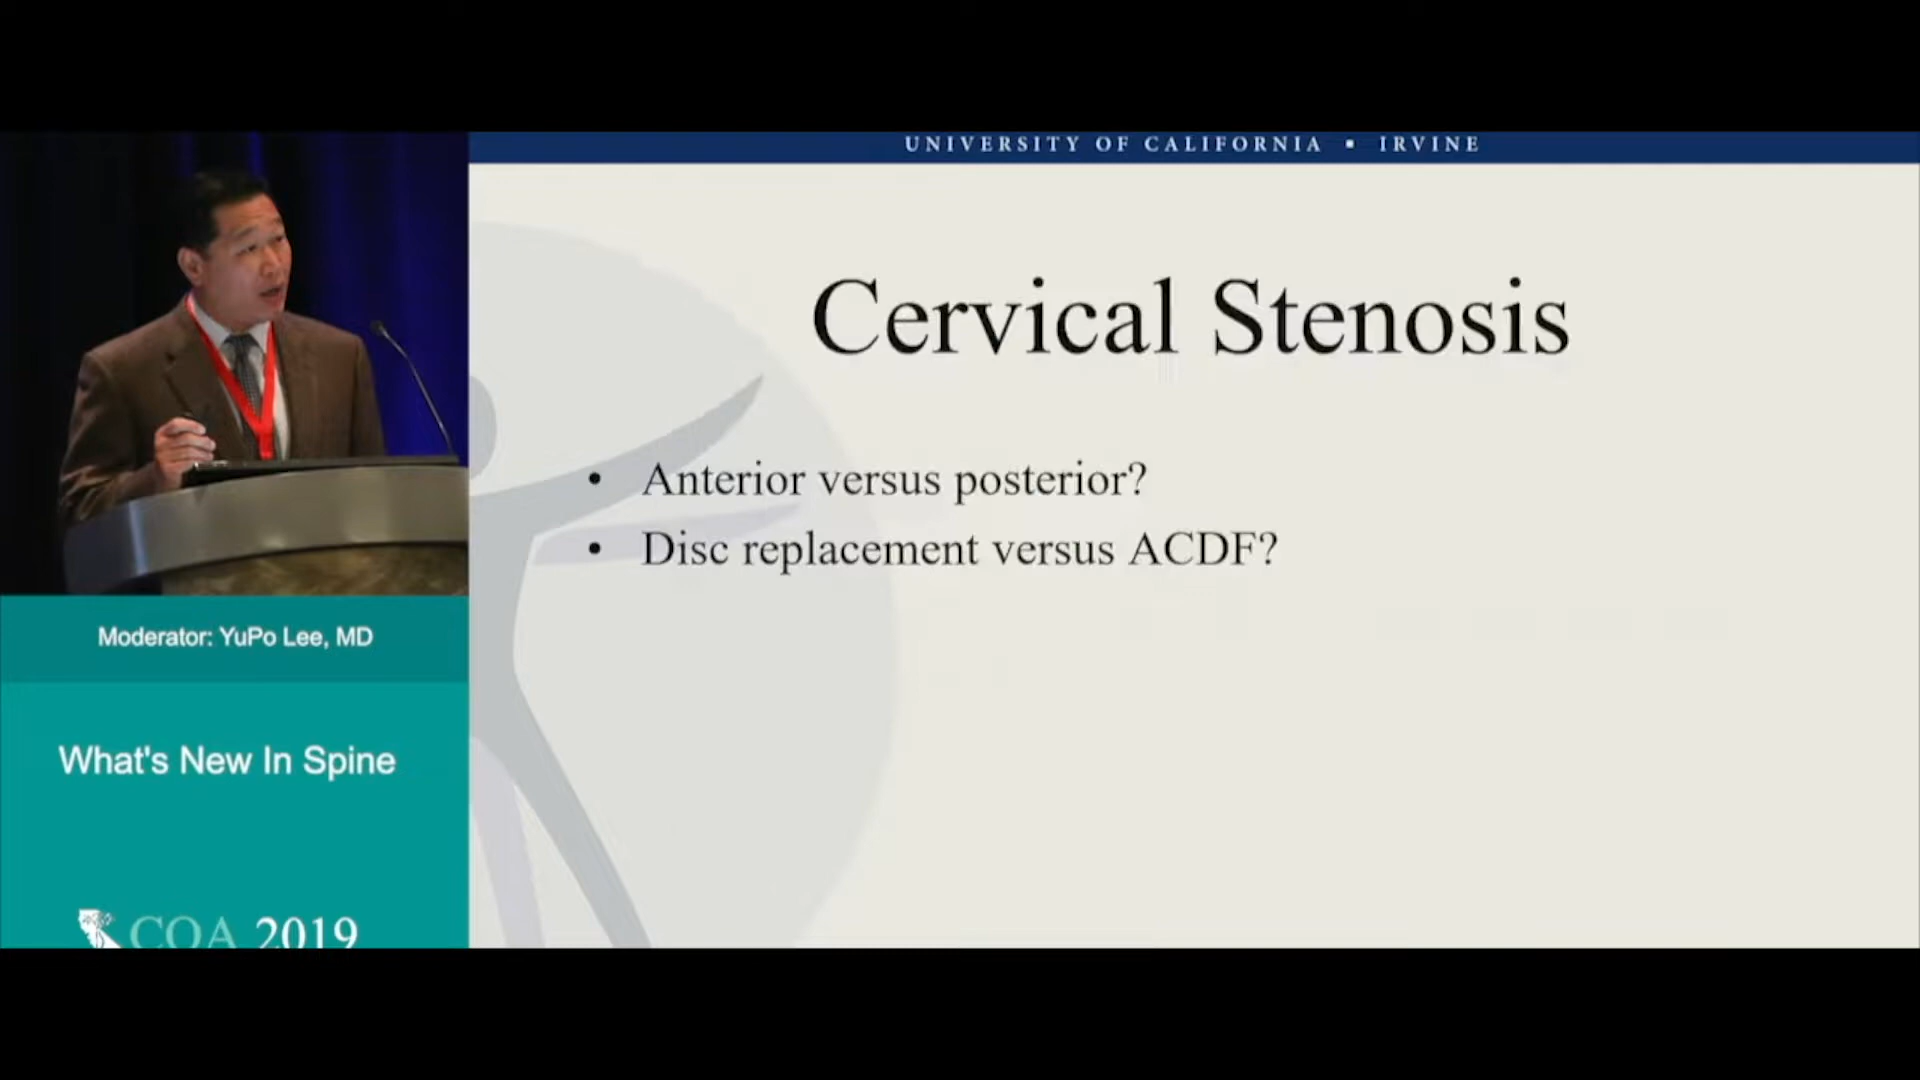 UNIVERSITY OF CALIFORNIA ▪ IRVINE
Cervical Stenosis
• Anterior versus posterior?
• Disc replacement versus ACDF?
Moderator: YuPo Lee, MD
What's New In Spine
COA 2019